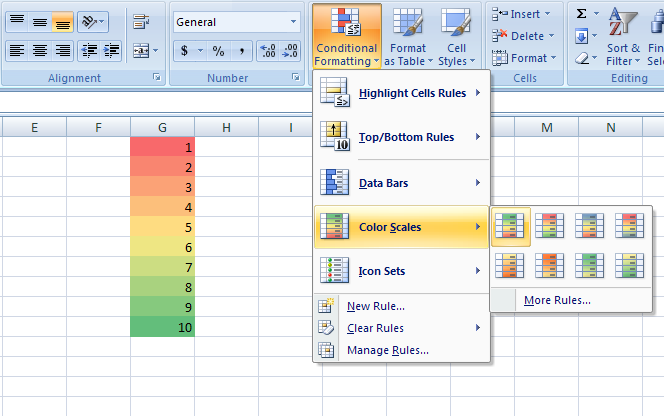 General
Conditional Formatting
Format as Table
Cell Styles
Insert
Delete
Format
Σ
Sort & Filter
$ % ,
.0 .00
.00 .0
Alignment
Number
Cells
Editing
E F G H I M N
1
2
3
4
5
6
7
8
9
10
Highlight Cells Rules
10
Top/Bottom Rules
Data Bars
Color Scales
Icon Sets
New Rule...
Clear Rules
Manage Rules...
More Rules...